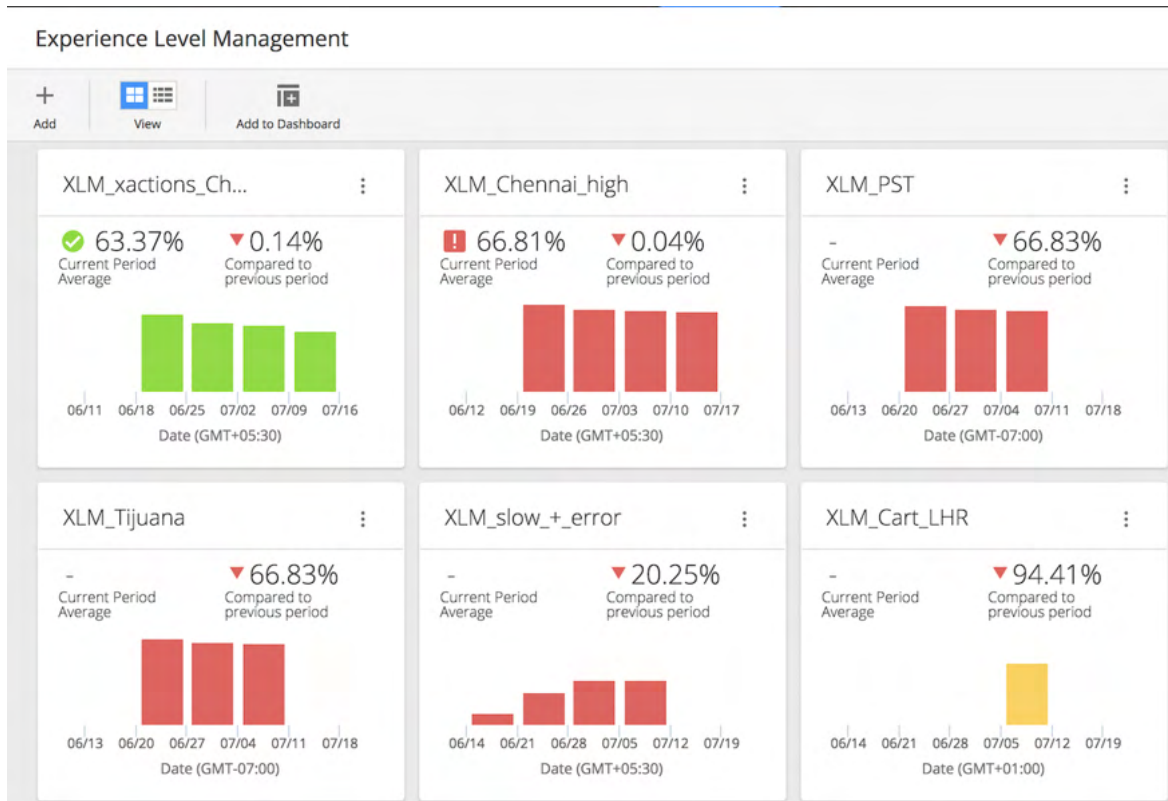 Experience Level Management
Add
View
Add to Dashboard
XLM_xactions_Ch...
XLM_Chennai_high
XLM_PST
63.37%
0.14%
Current Period
Average
Compared to
previous period
66.81%
0.04%
Current Period
Average
Compared to
previous period
-
66.83%
Current Period
Average
Compared to
previous period
06/11 06/18 06/25 07/02 07/09 07/16
Date (GMT+05:30)
06/12 06/19 06/26 07/03 07/10 07/17
Date (GMT+05:30)
06/13 06/20 06/27 07/04 07/11 07/18
Date (GMT-07:00)
XLM_Tijuana
XLM_slow_+_error
XLM_Cart_LHR
-
66.83%
Current Period
Average
Compared to
previous period
-
20.25%
Current Period
Average
Compared to
previous period
-
94.41%
Current Period
Average
Compared to
previous period
06/13 06/20 06/27 07/04 07/11 07/18
Date (GMT-07:00)
06/14 06/21 06/28 07/05 07/12 07/19
Date (GMT+05:30)
06/14 06/21 06/28 07/05 07/12 07/19
Date (GMT+01:00)